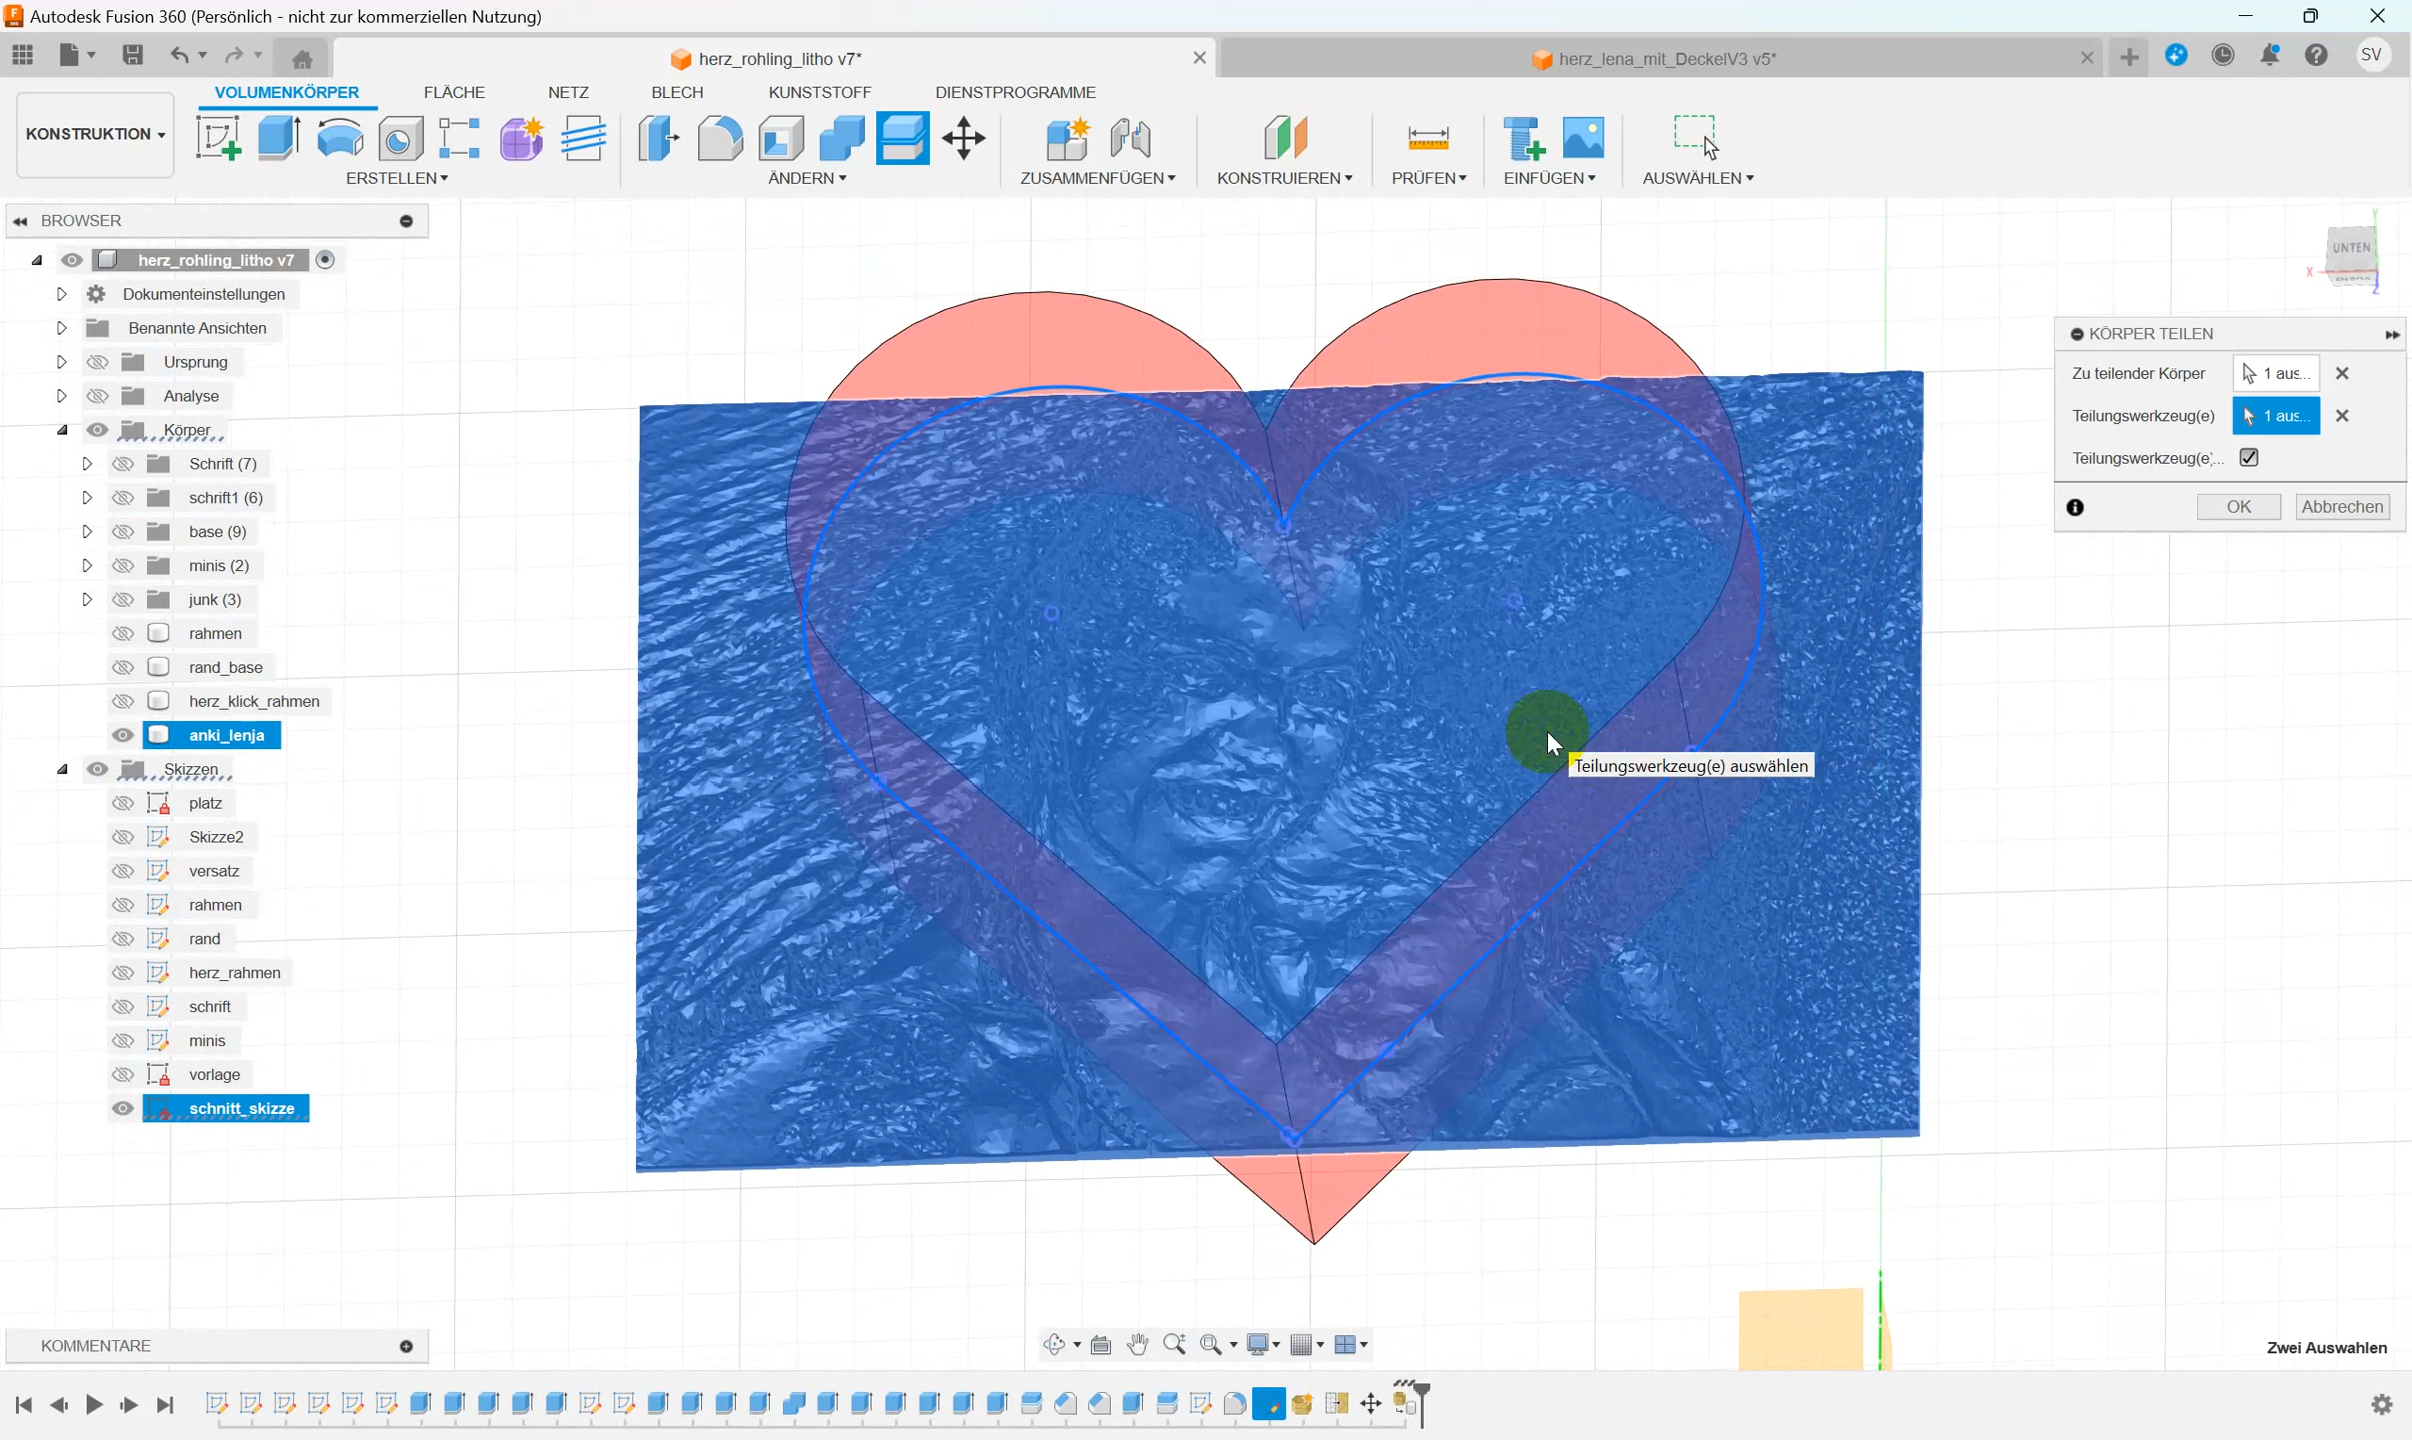 Autodesk Fusion 360 (Persönlich - nicht zur kommerziellen Nutzung)
herz_rohling_litho v7*
herz_lena_mit_DeckelV3 v5*
SV
VOLUMENKÖRPER
FLÄCHE
NETZ
BLECH
KUNSTSTOFF
DIENSTPROGRAMME
KONSTRUKTION
ERSTELLEN
ÄNDERN
ZUSAMMENFÜGEN
KONSTRUIEREN
PRÜFEN
EINFÜGEN
AUSWÄHLEN
BROWSER
herz_rohling_litho v7
Dokumenteinstellungen
Benannte Ansichten
Ursprung
Analyse
Körper
Schrift (7)
schrift1 (6)
base (9)
minis (2)
junk (3)
rahmen
rand_base
herz_klick_rahmen
anki_lenja
Skizzen
platz
Skizze2
versatz
rahmen
rand
herz_rahmen
schrift
minis
vorlage
schnitt_skizze
UNTEN
X
Z
KÖRPER TEILEN
Zu teilender Körper
1 aus...
Teilungswerkzeug(e)
1 aus...
Teilungswerkzeug(e)...
OK
Abbrechen
Teilungswerkzeug(e) auswählen
KOMMENTARE
Zwei Auswahlen